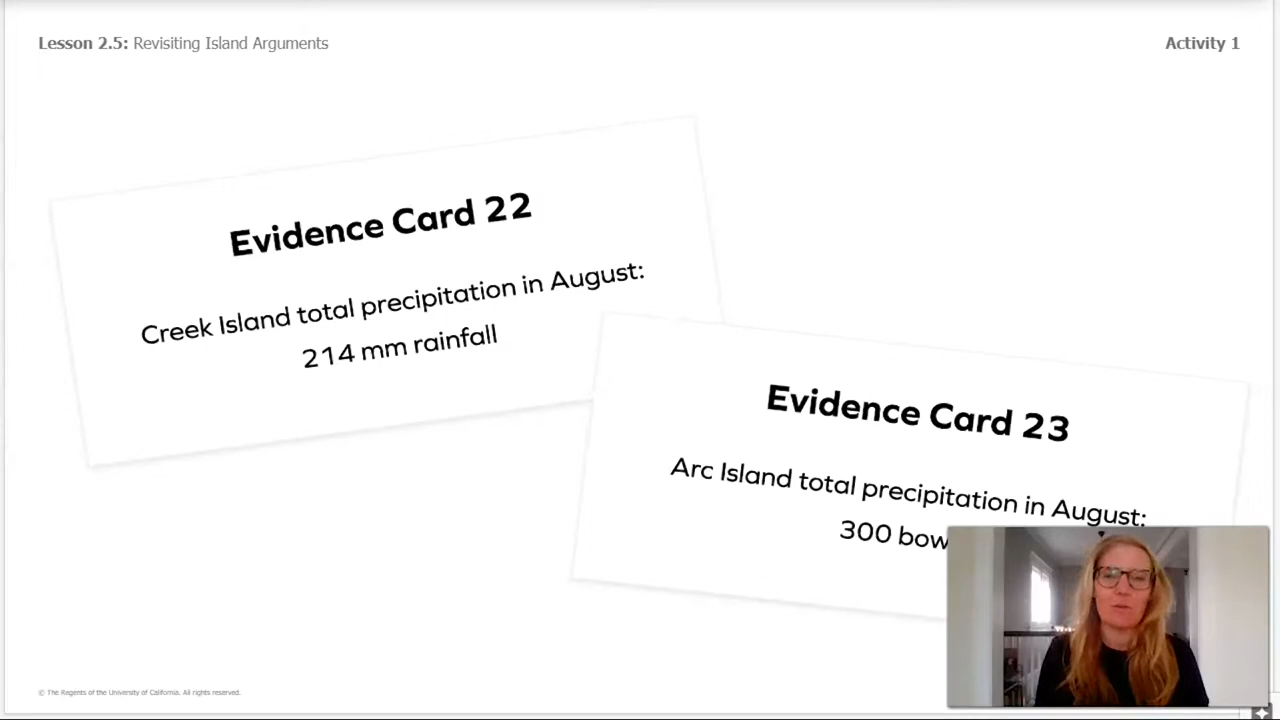 Lesson 2.5: Revisiting Island Arguments
Activity 1
Evidence Card 22
Creek Island total precipitation in August:
214 mm rainfall
Evidence Card 23
Arc Island total precipitation in August:
300
© The Regents of the University of California. All rights reserved.